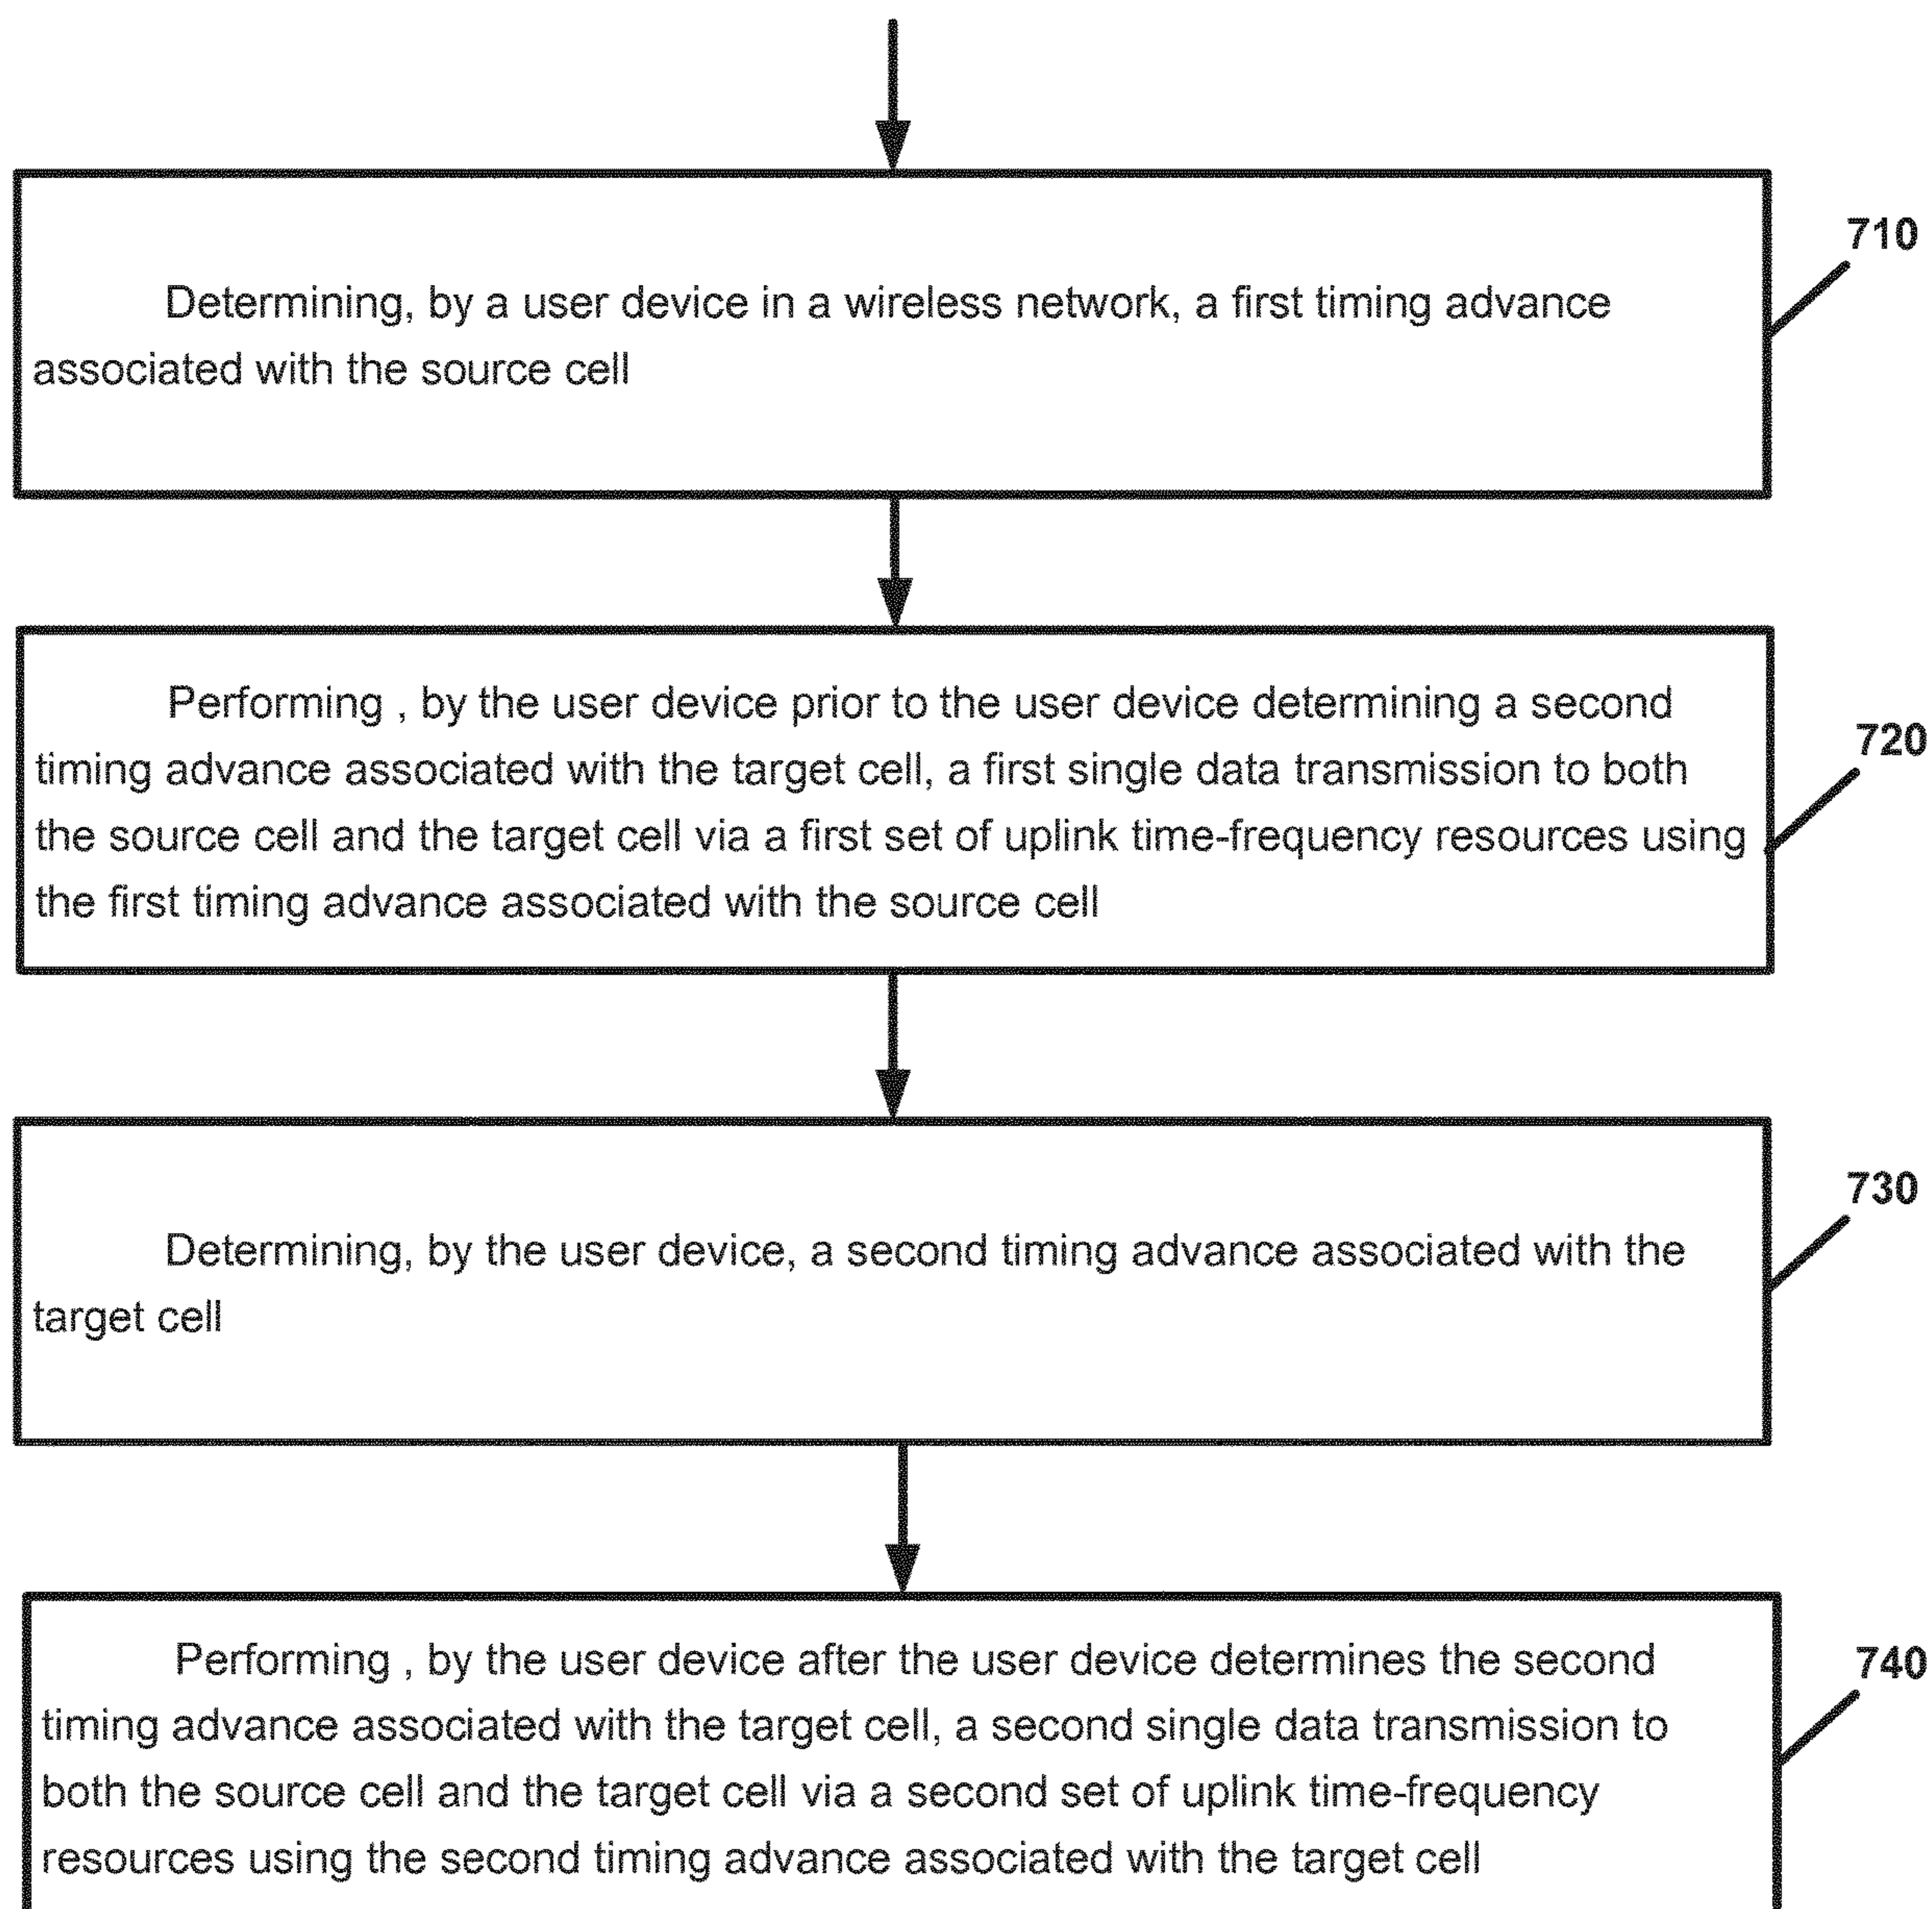 710
Determining, by a user device in a wireless network, a first timing advance
associated with the source cell
720
Performing , by the user device prior to the user device determining a second
timing advance associated with the target cell, a first single data transmission to both
the source cell and the target cell via a first set of uplink time-frequency resources using
the first timing advance associated with the source cell
730
Determining, by the user device, a second timing advance associated with the
target cell
740
Performing , by the user device after the user device determines the second
timing advance associated with the target cell, a second single data transmission to
both the source cell and the target cell via a second set of uplink time-frequency
resources using the second timing advance associated with the target cell